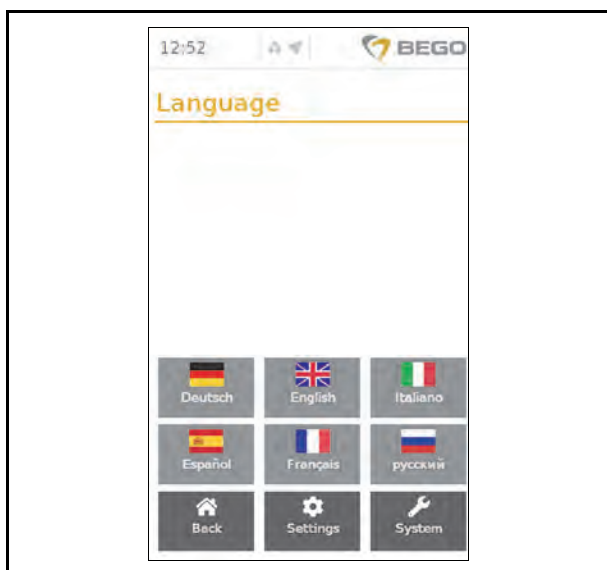 12:52 BEGO
Language
Deutsch English Italiano
Español Français русский
Back Settings System